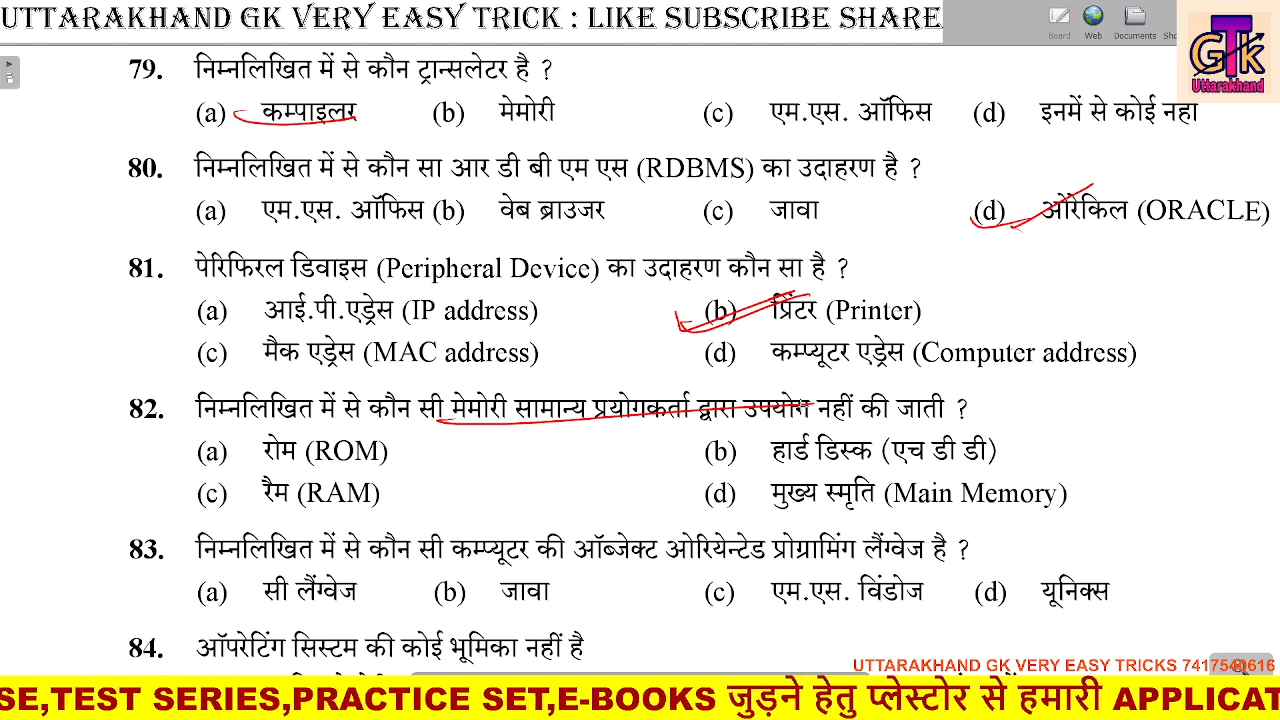 UTTARAKHAND GK VERY EASY TRICK : LIKE SUBSCRIBE SHARE
Board Web Documents Sho
GTK
Uttarakhand
79. निम्नलिखित में से कौन ट्रान्सलेटर है ?
(a) कम्पाइलर (b) मेमोरी (c) एम.एस. ऑफिस (d) इनमें से कोई नहीं
80. निम्नलिखित में से कौन सा आर डी बी एम एस (RDBMS) का उदाहरण है ?
(a) एम.एस. ऑफिस (b) वेब ब्राउजर (c) जावा (d) ओरेकिल (ORACLE)
81. पेरिफिरल डिवाइस (Peripheral Device) का उदाहरण कौन सा है ?
(a) आई.पी.एड्रेस (IP address) (b) प्रिंटर (Printer)
(c) मैक एड्रेस (MAC address) (d) कम्प्यूटर एड्रेस (Computer address)
82. निम्नलिखित में से कौन सी मेमोरी सामान्य प्रयोगकर्ता द्वारा उपयोग नहीं की जाती ?
(a) रोम (ROM) (b) हार्ड डिस्क (एच डी डी)
(c) रैम (RAM) (d) मुख्य स्मृति (Main Memory)
83. निम्नलिखित में से कौन सी कम्प्यूटर की ऑब्जेक्ट ओरियेन्टेड प्रोग्रामिंग लैंग्वेज है ?
(a) सी लैंग्वेज (b) जावा (c) एम.एस. विंडोज (d) यूनिक्स
84. ऑपरेटिंग सिस्टम की कोई भूमिका नहीं है
UTTARAKHAND GK VERY EASY TRICKS 7417540616
SE,TEST SERIES,PRACTICE SET,E-BOOKS जुड़ने हेतु प्लेस्टोर से हमारी APPLICAT